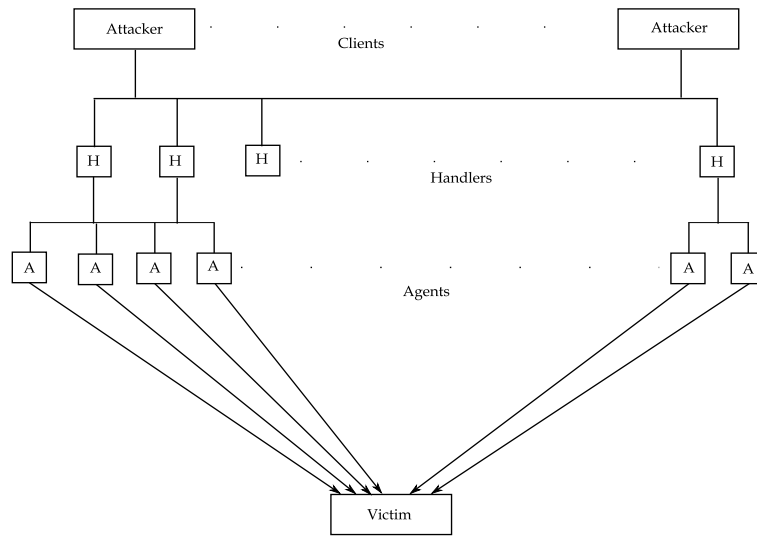 Attacker
Attacker
Clients
H
H
H
H
Handlers
A
A
A
A
A
A
Agents
Victim